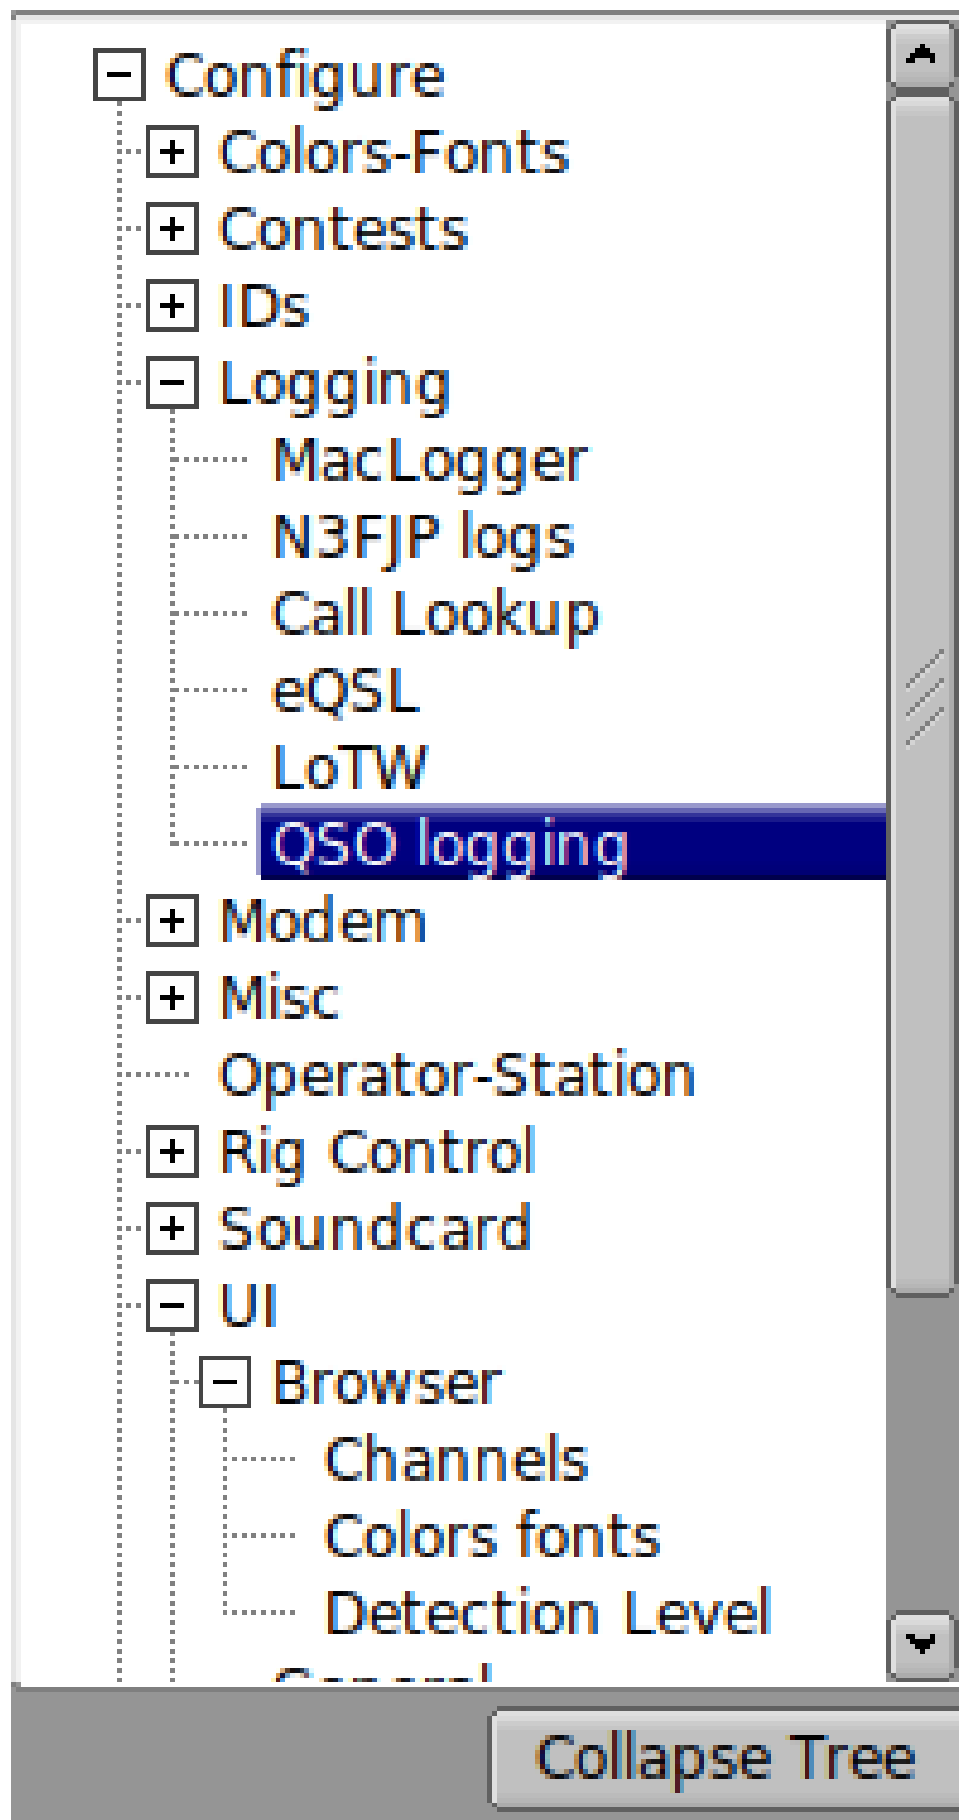 Configure
Colors-Fonts
Contests
IDs
Logging
MacLogger
N3FJP logs
Call Lookup
eQSL
LoTW
QSO logging
Modem
Misc
Operator-Station
Rig Control
Soundcard
UI
Browser
Channels
Colors fonts
Detection Level
General
Collapse Tree